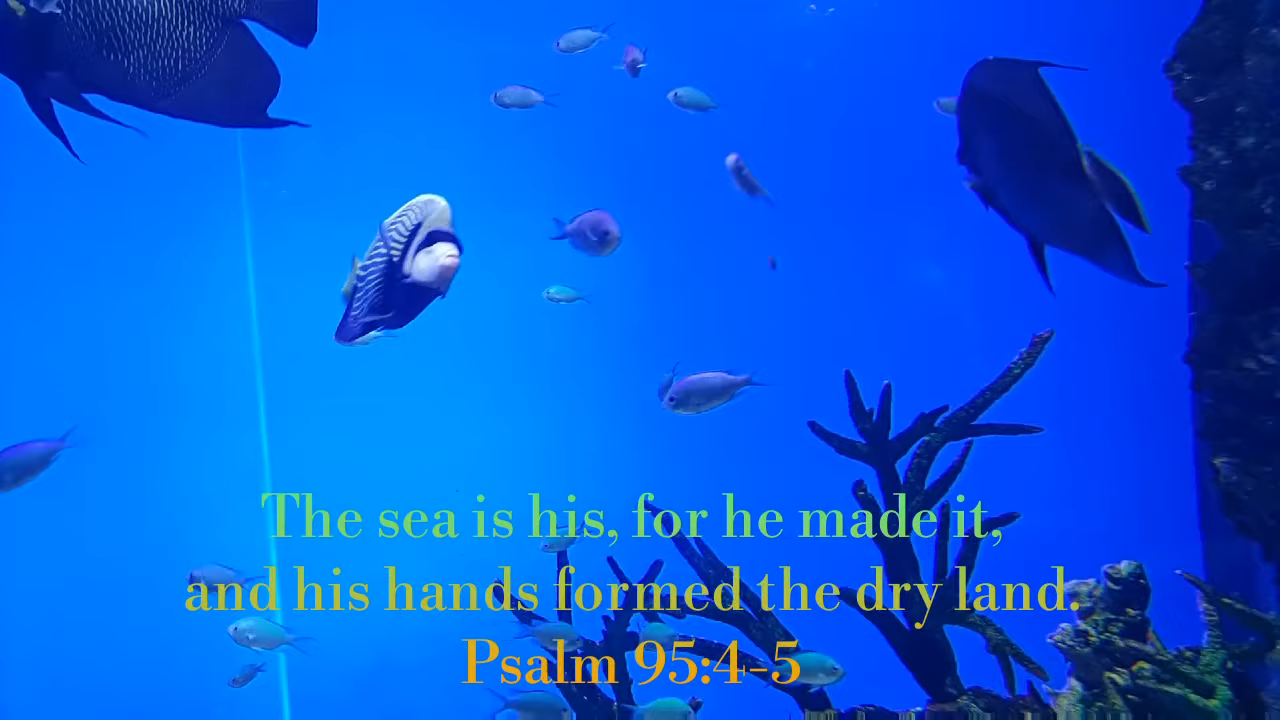 The sea is his, for he made it,
and his hands formed the dry land.
Psalm 95:4-5